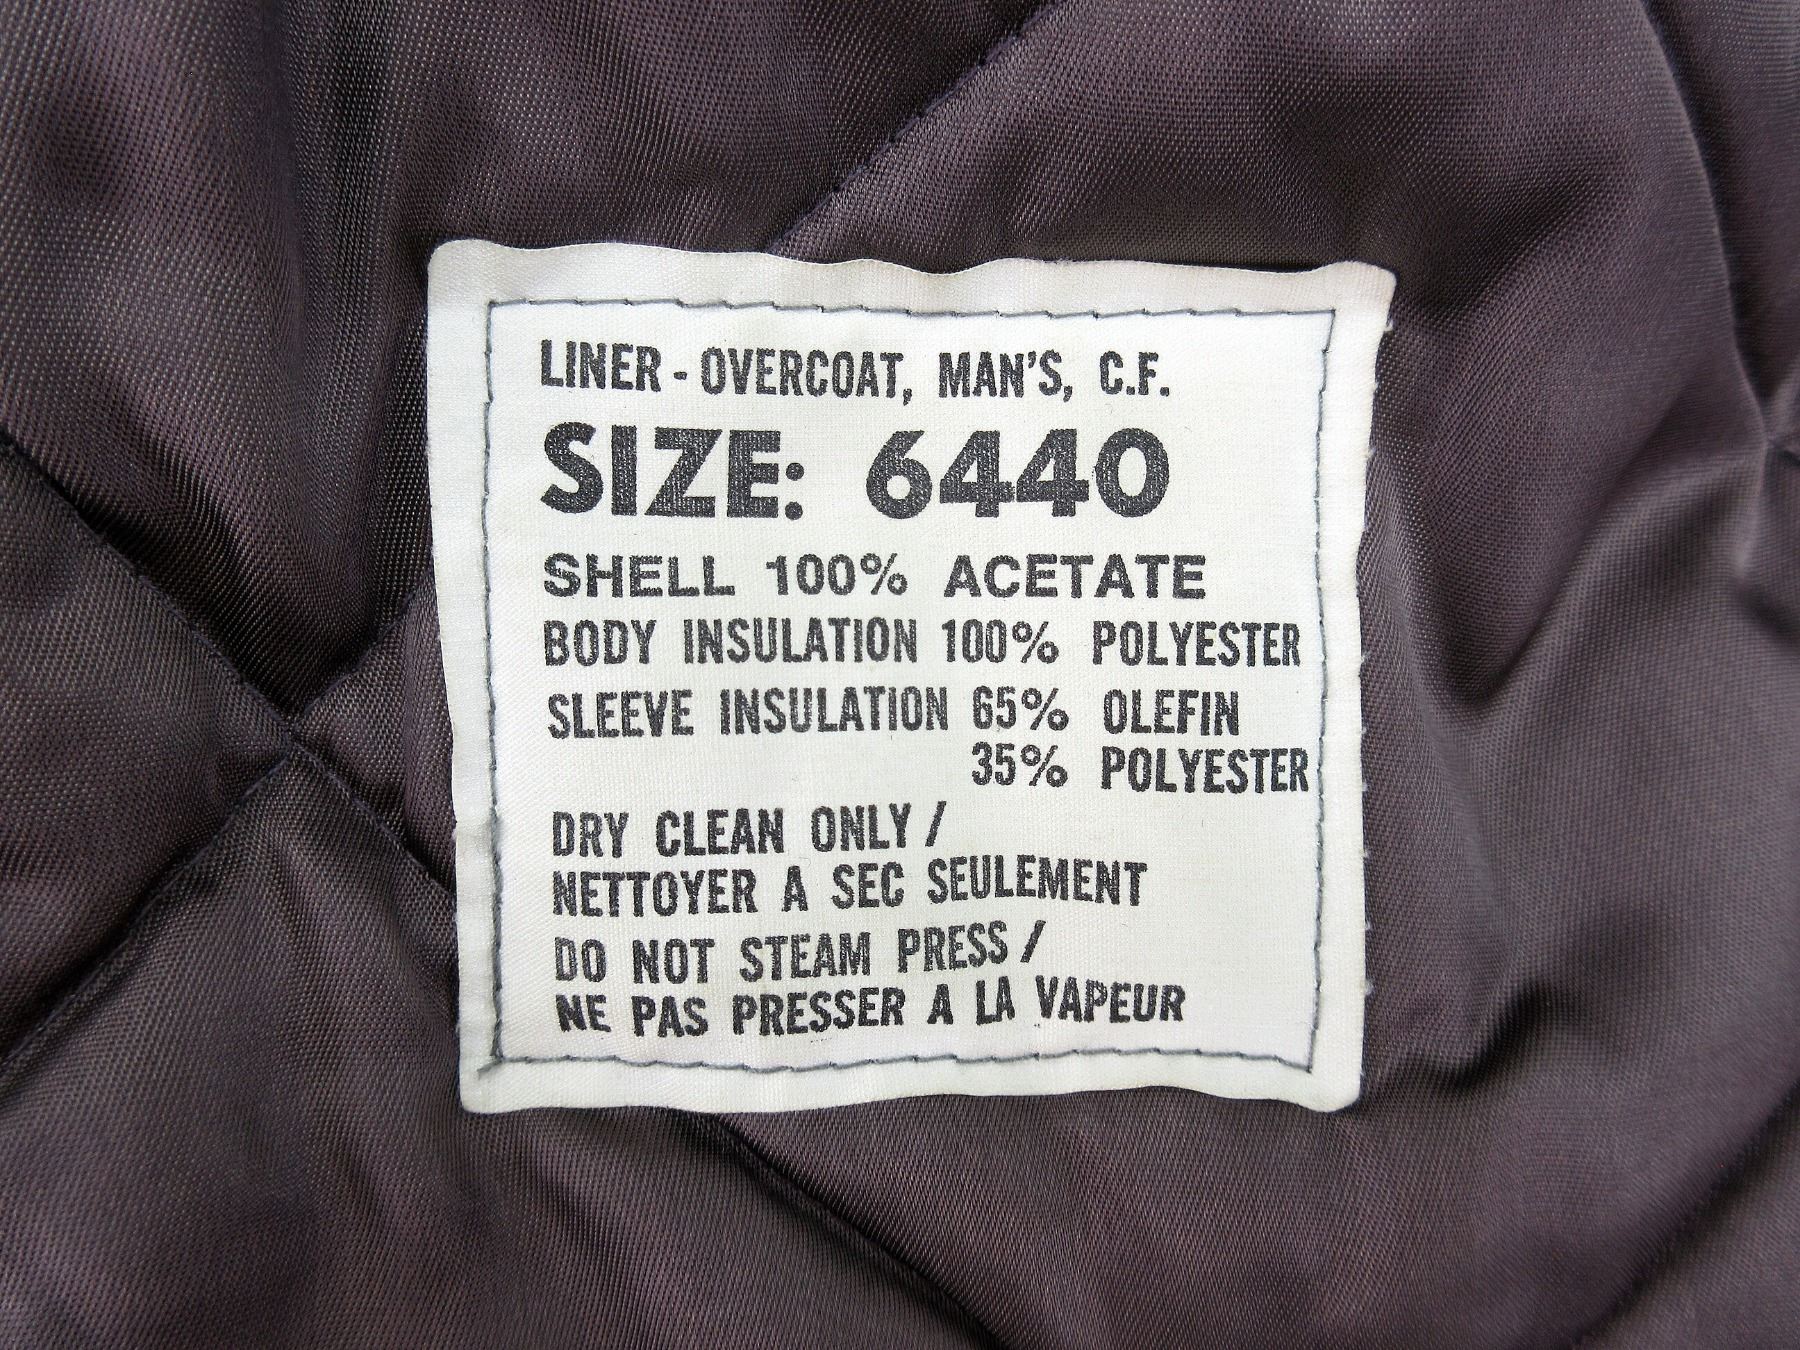 LINER - OVERCOAT, MAN'S, C.F.
SIZE: 6440
SHELL 100% ACETATE
BODY INSULATION 100% POLYESTER
SLEEVE INSULATION 65% OLEFIN
35% POLYESTER
DRY CLEAN ONLY /
NETTOYER A SEC SEULEMENT
DO NOT STEAM PRESS /
NE PAS PRESSER A LA VAPEUR